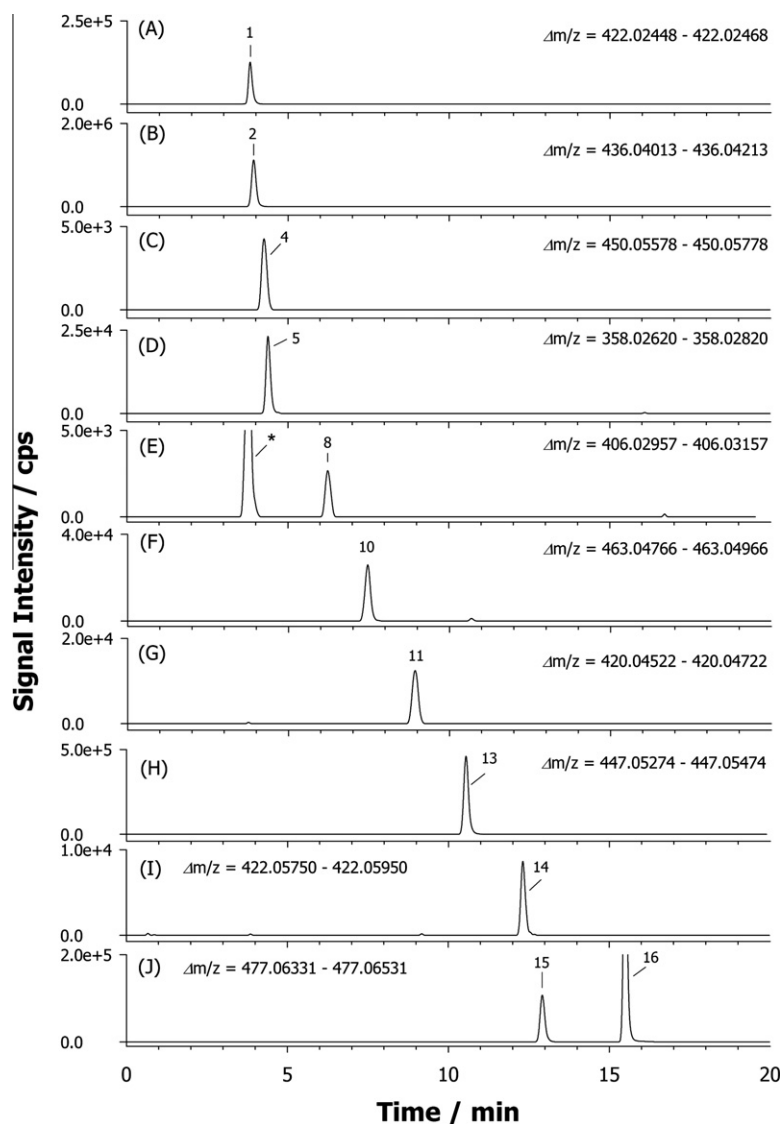 2.5e+5
(A)
1
Δm/z = 422.02448 - 422.02468
0.0
2.0e+6
(B)
2
Δm/z = 436.04013 - 436.04213
0.0
5.0e+3
(C)
4
Δm/z = 450.05578 - 450.05778
0.0
2.5e+4
(D)
5
Δm/z = 358.02620 - 358.02820
0.0
5.0e+3
(E)
*
8
Δm/z = 406.02957 - 406.03157
0.0
4.0e+4
(F)
10
Δm/z = 463.04766 - 463.04966
0.0
2.0e+4
(G)
11
Δm/z = 420.04522 - 420.04722
0.0
5.0e+5
(H)
13
Δm/z = 447.05274 - 447.05474
0.0
1.0e+4
(I)
Δm/z = 422.05750 - 422.05950
14
0.0
2.0e+5
(J)
Δm/z = 477.06331 - 477.06531
15
16
0.0
0 5 10 15 20
Time / min
Signal Intensity / cps